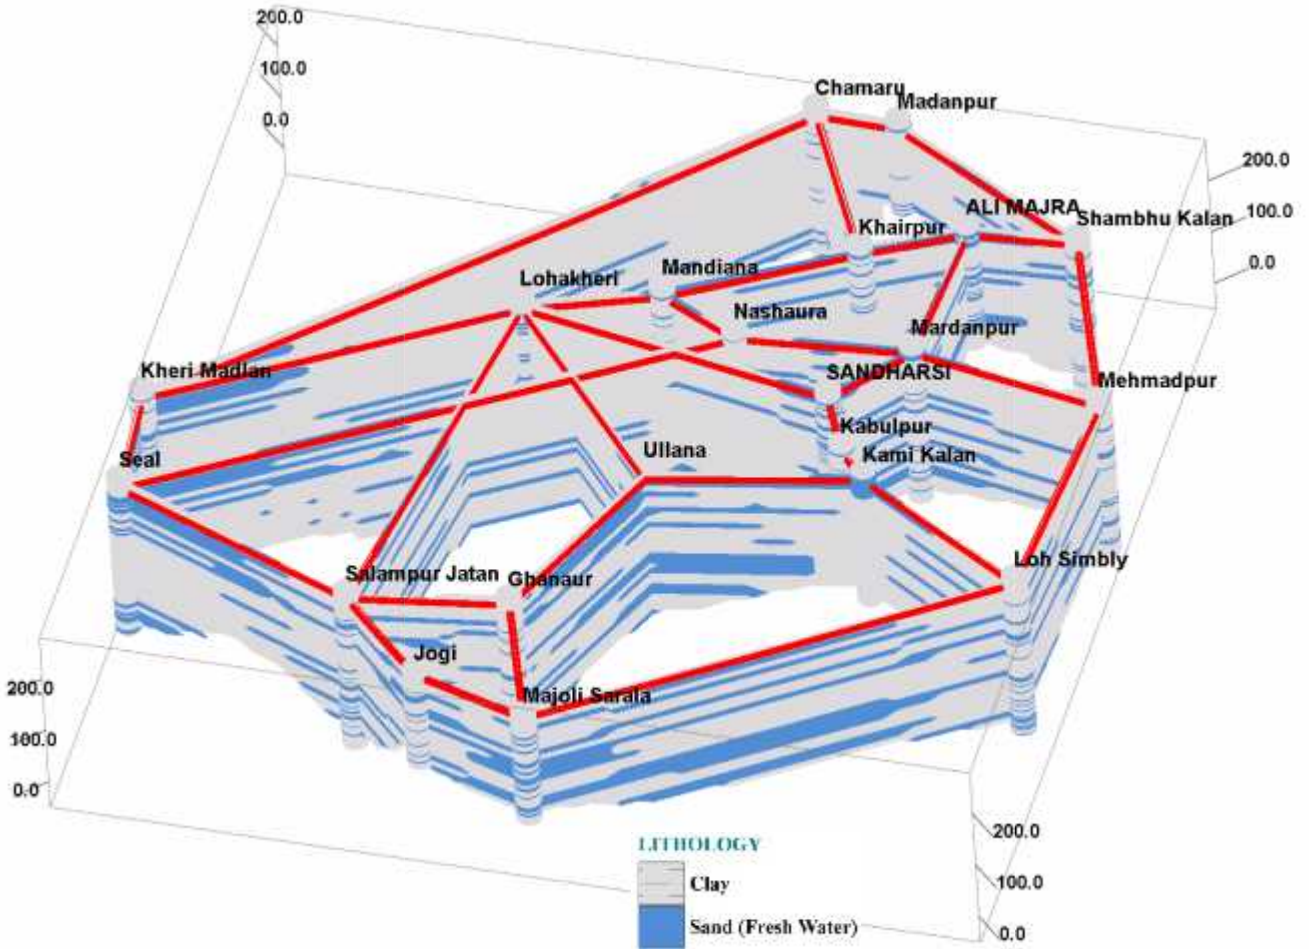 200.0
100.0
0.0
Chamaru
Madanpur
200.0
100.0
0.0
ALI MAJRA
Shambhu Kalan
Khairpur
Mandiana
Lohakheri
Nashaura
Mardanpur
Kheri Madlan
SANDHARSI
Mehmadpur
Kabulpur
Seal
Ullana
Kami Kalan
Loh Simbly
Salampur Jatan
Ghanaur
Jogi
Majoli Sarala
200.0
100.0
0.0
200.0
100.0
0.0
LITHOLOGY
Clay
Sand (Fresh Water)